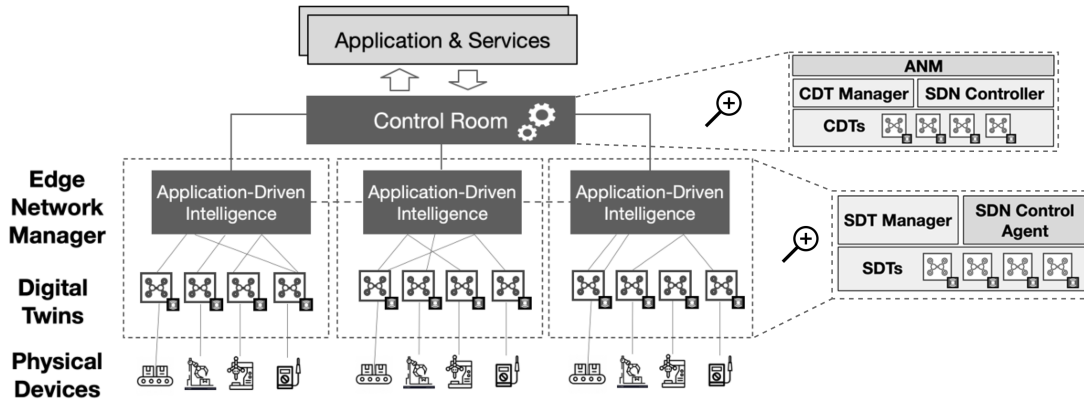 Application & Services
Control Room
ANM
CDT Manager
SDN Controller
CDTs
Edge
Network
Manager
Application-Driven
Intelligence
Application-Driven
Intelligence
Application-Driven
Intelligence
SDT Manager
SDN Control
Agent
SDTs
Digital
Twins
Physical
Devices